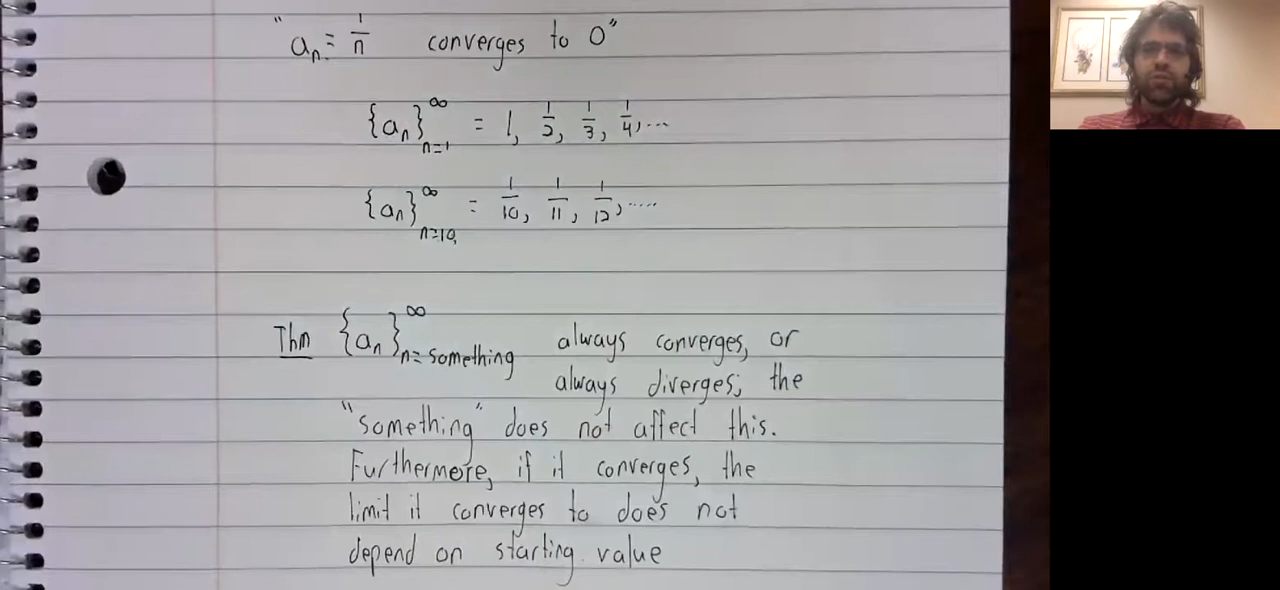 "aₙ = 1/n converges to 0"
{aₙ}∞n=1 = 1, 1/2, 1/3, 1/4, ...
{aₙ}∞n=10 = 1/10, 1/11, 1/12, .....
Thm {aₙ}∞n=something always converges, or
always diverges; the
"something" does not affect this.
Furthermore, if it converges, the
limit it converges to does not
depend on starting value